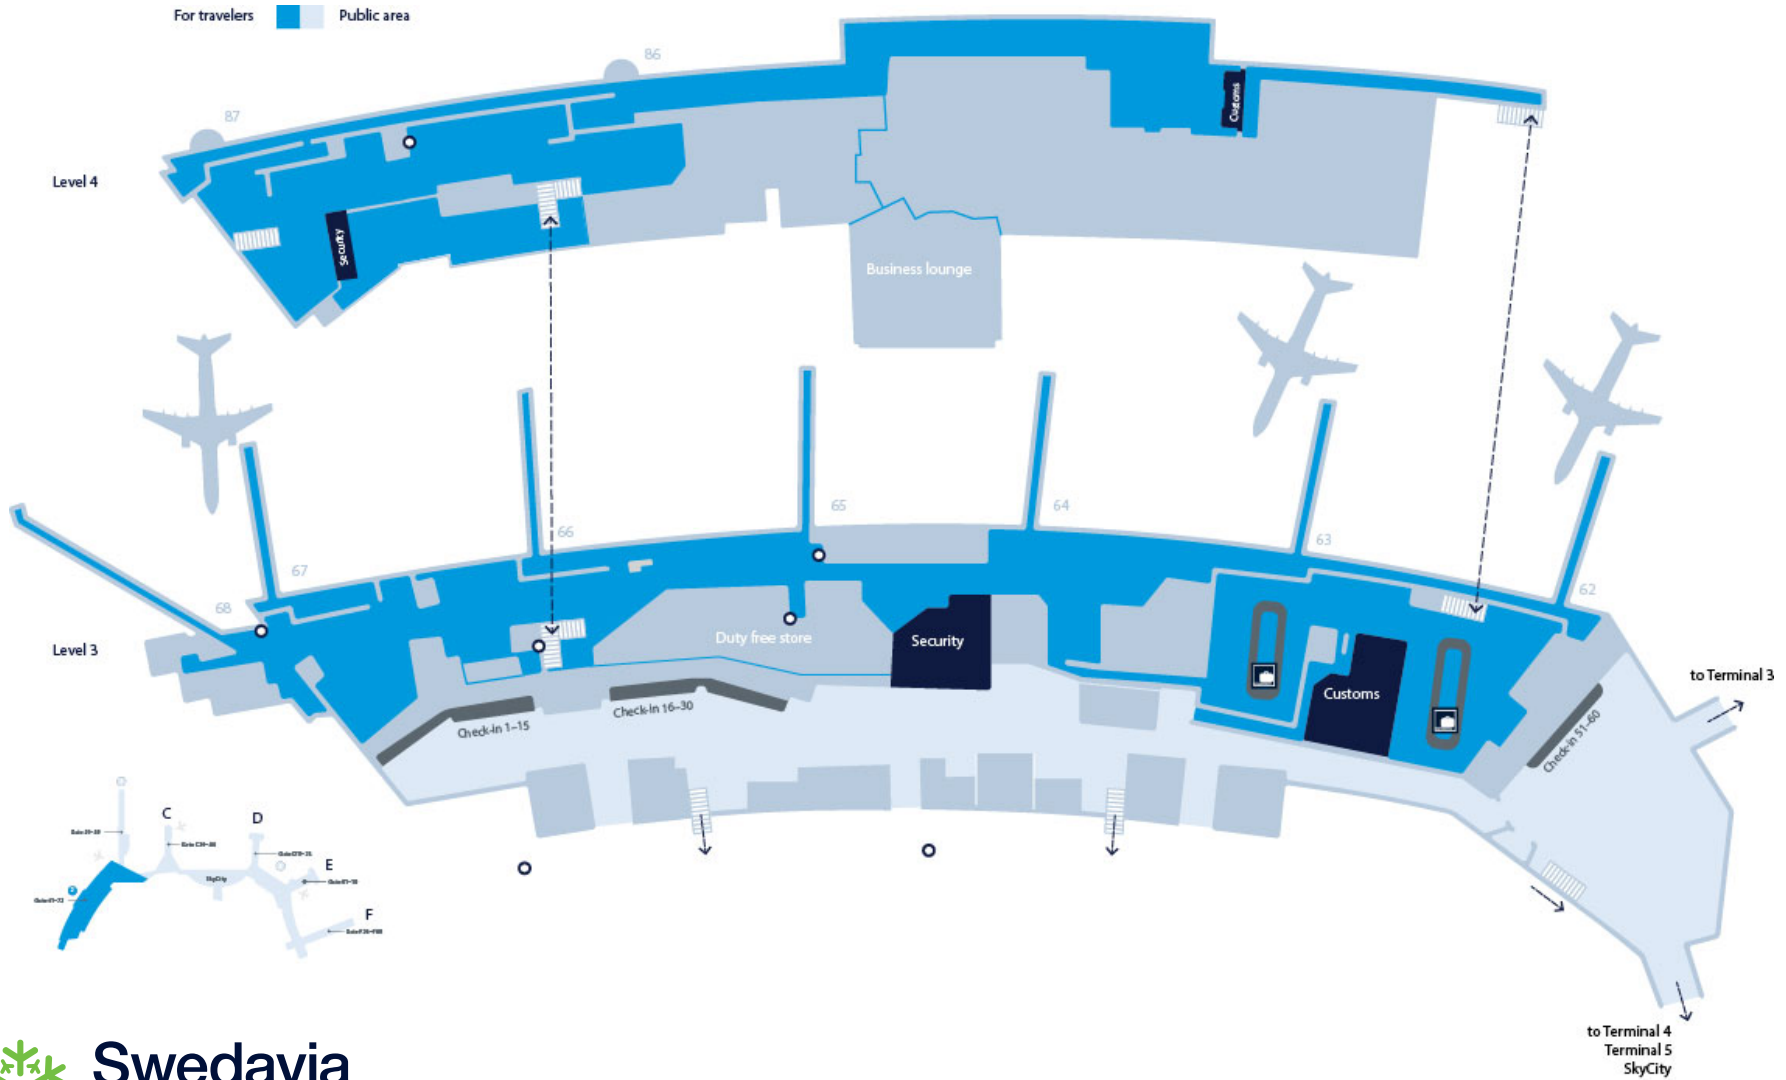 For travelers
Public area
86
87
Customs
Level 4
Security
Business lounge
65
64
66
63
67
62
68
Duty free store
Security
Level 3
Customs
to Terminal 3
Check-in 16–30
Check-in 1–15
Check-in 51–60
C
D
E
SkyCity
F
to Terminal 4
Terminal 5
SkyCity
Swedavia